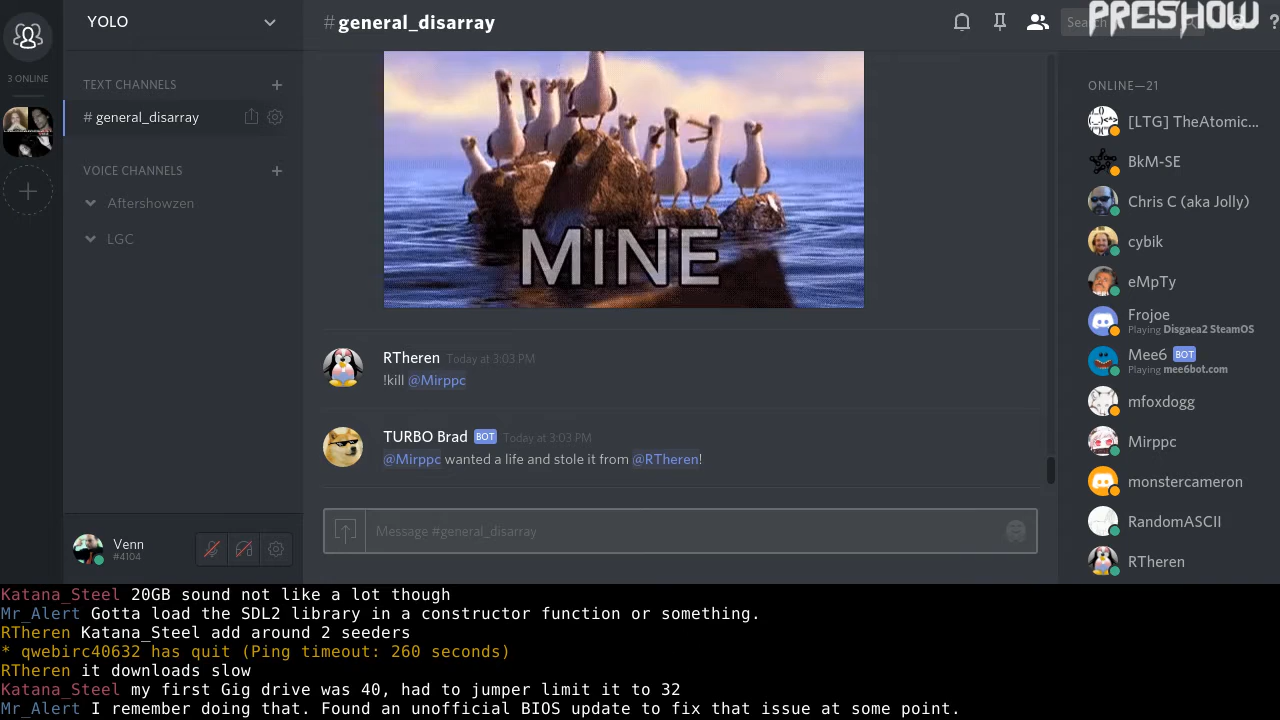 YOLO
#general_disarray
Search
PRESHOW
?
3 ONLINE
TEXT CHANNELS
# general_disarray
VOICE CHANNELS
Aftershowzen
LGC
Venn
#4104
MINE
RTheren Today at 3:03 PM
!kill @Mirppc
TURBO Brad BOT Today at 3:03 PM
@Mirppc wanted a life and stole it from @RTheren!
Message #general_disarray
ONLINE—21
[LTG] TheAtomic...
BkM-SE
Chris C (aka Jolly)
cybik
eMpTy
Frojoe
Playing Disgaea2 SteamOS
Mee6 BOT
Playing mee6bot.com
mfoxdogg
Mirppc
monstercameron
RandomASCII
RTheren
Katana_Steel 20GB sound not like a lot though
Mr_Alert Gotta load the SDL2 library in a constructor function or something.
RTheren Katana_Steel add around 2 seeders
* qwebirc40632 has quit (Ping timeout: 260 seconds)
RTheren it downloads slow
Katana_Steel my first Gig drive was 40, had to jumper limit it to 32
Mr_Alert I remember doing that. Found an unofficial BIOS update to fix that issue at some point.